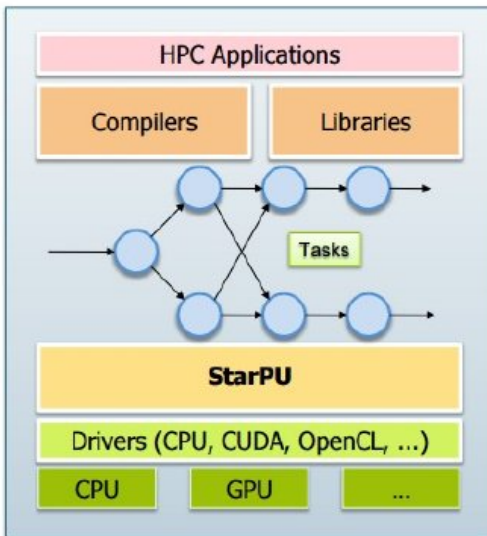 HPC Applications
Compilers
Libraries
Tasks
StarPU
Drivers (CPU, CUDA, OpenCL, ...)
CPU
GPU
...